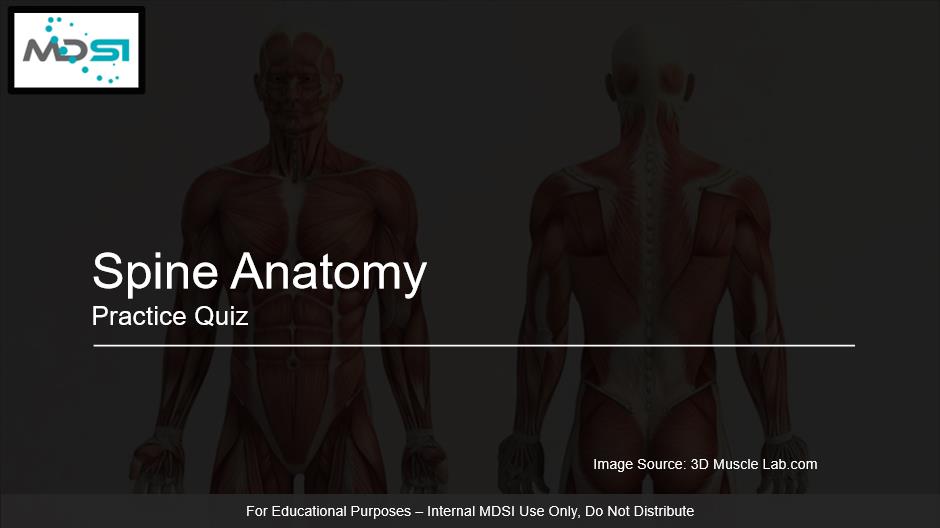 MDSI
Spine Anatomy
Practice Quiz
Image Source: 3D Muscle Lab.com
For Educational Purposes – Internal MDSI Use Only, Do Not Distribute